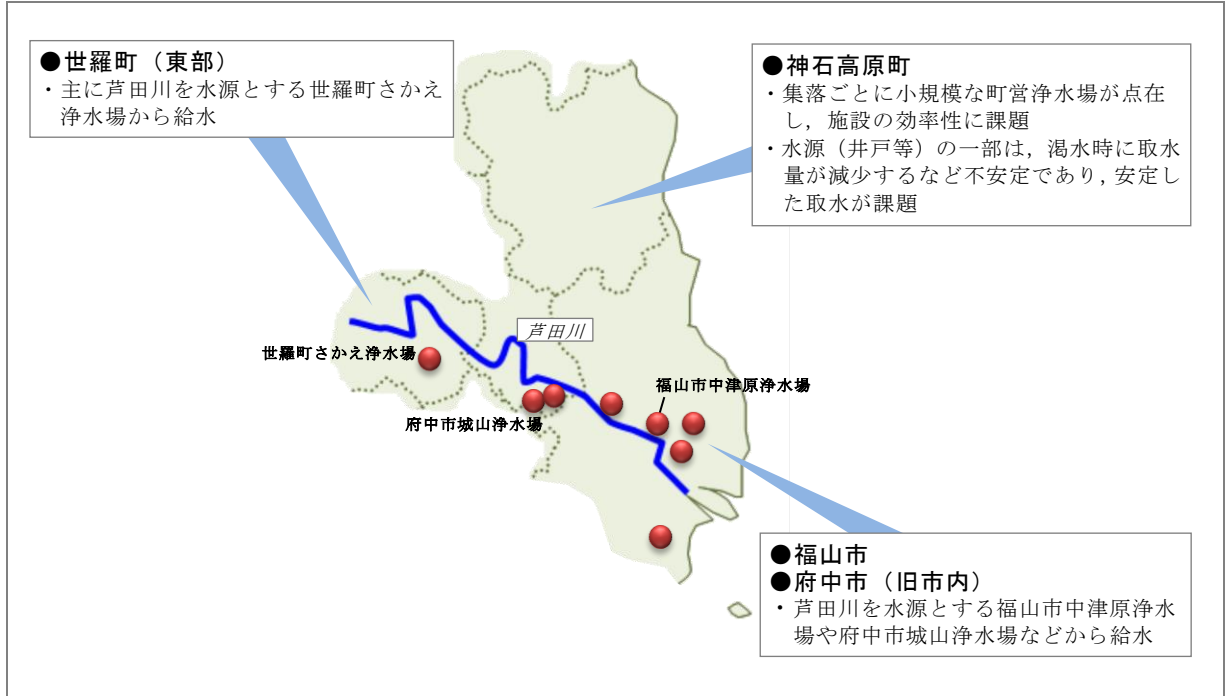 ●世羅町（東部）
・主に芦田川を水源とする世羅町さかえ
浄水場から給水
●神石高原町
・集落ごとに小規模な町営浄水場が点在
し，施設の効率性に課題
・水源（井戸等）の一部は，渇水時に取水
量が減少するなど不安定であり，安定し
た取水が課題
芦田川
世羅町さかえ浄水場
福山市中津原浄水場
府中市城山浄水場
●福山市
●府中市（旧市内）
・芦田川を水源とする福山市中津原浄水
場や府中市城山浄水場などから給水